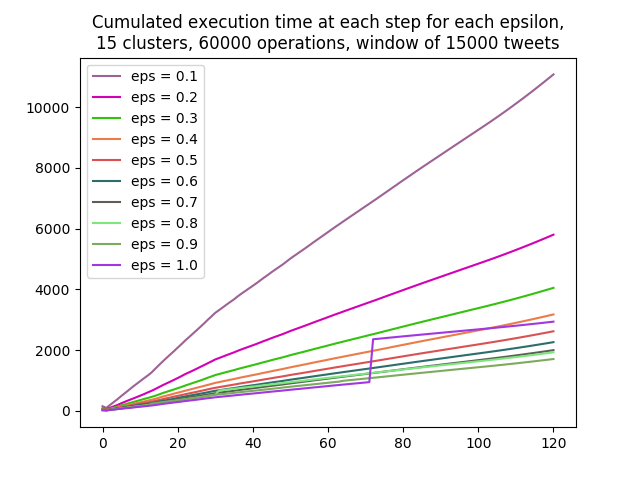 Cumulated execution time at each step for each epsilon,
15 clusters, 60000 operations, window of 15000 tweets
eps = 0.1
eps = 0.2
eps = 0.3
eps = 0.4
eps = 0.5
eps = 0.6
eps = 0.7
eps = 0.8
eps = 0.9
eps = 1.0
10000
8000
6000
4000
2000
0
0 20 40 60 80 100 120